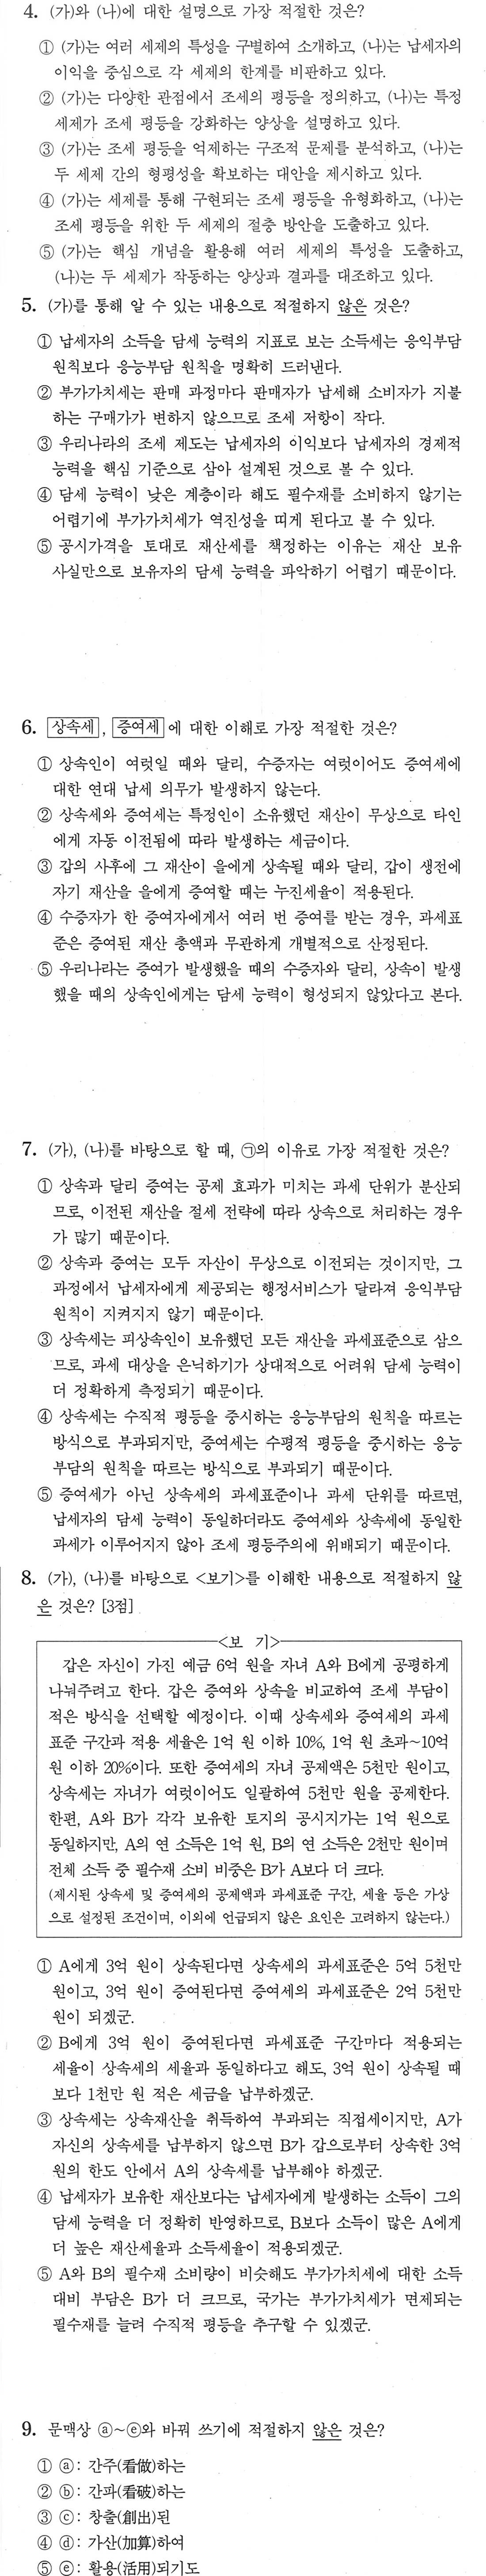 4. (가)와 (나)에 대한 설명으로 가장 적절한 것은?
① (가)는 여러 세제의 특성을 구별하여 소개하고, (나)는 납세자의
이익을 중심으로 각 세제의 한계를 비판하고 있다.
② (가)는 다양한 관점에서 조세의 평등을 정의하고, (나)는 특정
세제가 조세 평등을 강화하는 양상을 설명하고 있다.
③ (가)는 조세 평등을 억제하는 구조적 문제를 분석하고, (나)는
두 세제 간의 형평성을 확보하는 대안을 제시하고 있다.
④ (가)는 세제를 통해 구현되는 조세 평등을 유형화하고, (나)는
조세 평등을 위한 두 세제의 절충 방안을 도출하고 있다.
⑤ (가)는 핵심 개념을 활용해 여러 세제의 특성을 도출하고,
(나)는 두 세제가 작동하는 양상과 결과를 대조하고 있다.
5. (가)를 통해 알 수 있는 내용으로 적절하지 않은 것은?
① 납세자의 소득을 담세 능력의 지표로 보는 소득세는 응익부담
원칙보다 응능부담 원칙을 명확히 드러낸다.
② 부가가치세는 판매 과정마다 판매자가 납세해 소비자가 지불
하는 구매가가 변하지 않으므로 조세 저항이 작다.
③ 우리나라의 조세 제도는 납세자의 이익보다 납세자의 경제적
능력을 핵심 기준으로 삼아 설계된 것으로 볼 수 있다.
④ 담세 능력이 낮은 계층이라 해도 필수재를 소비하지 않기는
어렵기에 부가가치세가 역진성을 띠게 된다고 볼 수 있다.
⑤ 공시가격을 토대로 재산세를 책정하는 이유는 재산 보유
사실만으로 보유자의 담세 능력을 파악하기 어렵기 때문이다.
6. 상속세, 증여세에 대한 이해로 가장 적절한 것은?
① 상속인이 여럿일 때와 달리, 수증자는 여럿이어도 증여세에
대한 연대 납세 의무가 발생하지 않는다.
② 상속세와 증여세는 특정인이 소유했던 재산이 무상으로 타인
에게 자동 이전됨에 따라 발생하는 세금이다.
③ 갑의 사후에 그 재산이 을에게 상속될 때와 달리, 갑이 생전에
자기 재산을 을에게 증여할 때는 누진세율이 적용된다.
④ 수증자가 한 증여자에게서 여러 번 증여를 받는 경우, 과세표
준은 증여된 재산 총액과 무관하게 개별적으로 산정된다.
⑤ 우리나라는 증여가 발생했을 때의 수증자와 달리, 상속이 발생
했을 때의 상속인에게는 담세 능력이 형성되지 않았다고 본다.
7. (가), (나)를 바탕으로 할 때, ㉠의 이유로 가장 적절한 것은?
① 상속과 달리 증여는 공제 효과가 미치는 과세 단위가 분산되
므로, 이전된 재산을 절세 전략에 따라 상속으로 처리하는 경우
가 많기 때문이다.
② 상속과 증여는 모두 자산이 무상으로 이전되는 것이지만, 그
과정에서 납세자에게 제공되는 행정서비스가 달라져 응익부담
원칙이 지켜지지 않기 때문이다.
③ 상속세는 피상속인이 보유했던 모든 재산을 과세표준으로 삼으
므로, 과세 대상을 은닉하기가 상대적으로 어려워 담세 능력이
더 정확하게 측정되기 때문이다.
④ 상속세는 수직적 평등을 중시하는 응능부담의 원칙을 따르는
방식으로 부과되지만, 증여세는 수평적 평등을 중시하는 응능
부담의 원칙을 따르는 방식으로 부과되기 때문이다.
⑤ 증여세가 아닌 상속세의 과세표준이나 과세 단위를 따르면,
납세자의 담세 능력이 동일하더라도 증여세와 상속세에 동일한
과세가 이루어지지 않아 조세 평등주의에 위배되기 때문이다.
8. (가), (나)를 바탕으로 <보기>를 이해한 내용으로 적절하지 않
은 것은? [3점]
<보 기>
갑은 자신이 가진 예금 6억 원을 자녀 A와 B에게 공평하게
나눠주려고 한다. 갑은 증여와 상속을 비교하여 조세 부담이
적은 방식을 선택할 예정이다. 이때 상속세와 증여세의 과세
표준 구간과 적용 세율은 1억 원 이하 10%, 1억 원 초과~10억
원 이하 20%이다. 또한 증여세의 자녀 공제액은 5천만 원이고,
상속세는 자녀가 여럿이어도 일괄하여 5천만 원을 공제한다.
한편, A와 B가 각각 보유한 토지의 공시지가는 1억 원으로
동일하지만, A의 연 소득은 1억 원, B의 연 소득은 2천만 원이며
전체 소득 중 필수재 소비 비중은 B가 A보다 더 크다.
(제시된 상속세 및 증여세의 공제액과 과세표준 구간, 세율 등은 가상
으로 설정된 조건이며, 이외에 언급되지 않은 요인은 고려하지 않는다.)
① A에게 3억 원이 상속된다면 상속세의 과세표준은 5억 5천만
원이고, 3억 원이 증여된다면 증여세의 과세표준은 2억 5천만
원이 되겠군.
② B에게 3억 원이 증여된다면 과세표준 구간마다 적용되는
세율이 상속세의 세율과 동일하다고 해도, 3억 원이 상속될 때
보다 1천만 원 적은 세금을 납부하겠군.
③ 상속세는 상속재산을 취득하여 부과되는 직접세이지만, A가
자신의 상속세를 납부하지 않으면 B가 갑으로부터 상속한 3억
원의 한도 안에서 A의 상속세를 납부해야 하겠군.
④ 납세자가 보유한 재산보다는 납세자에게 발생하는 소득이 그의
담세 능력을 더 정확히 반영하므로, B보다 소득이 많은 A에게
더 높은 재산세율과 소득세율이 적용되겠군.
⑤ A와 B의 필수재 소비량이 비슷해도 부가가치세에 대한 소득
대비 부담은 B가 더 크므로, 국가는 부가가치세가 면제되는
필수재를 늘려 수직적 평등을 추구할 수 있겠군.
9. 문맥상 ⓐ~ⓔ와 바꿔 쓰기에 적절하지 않은 것은?
① ⓐ: 간주(看做)하는
② ⓑ: 간파(看破)하는
③ ⓒ: 창출(創出)된
④ ⓓ: 가산(加算)하여
⑤ ⓔ: 활용(活用)되기도